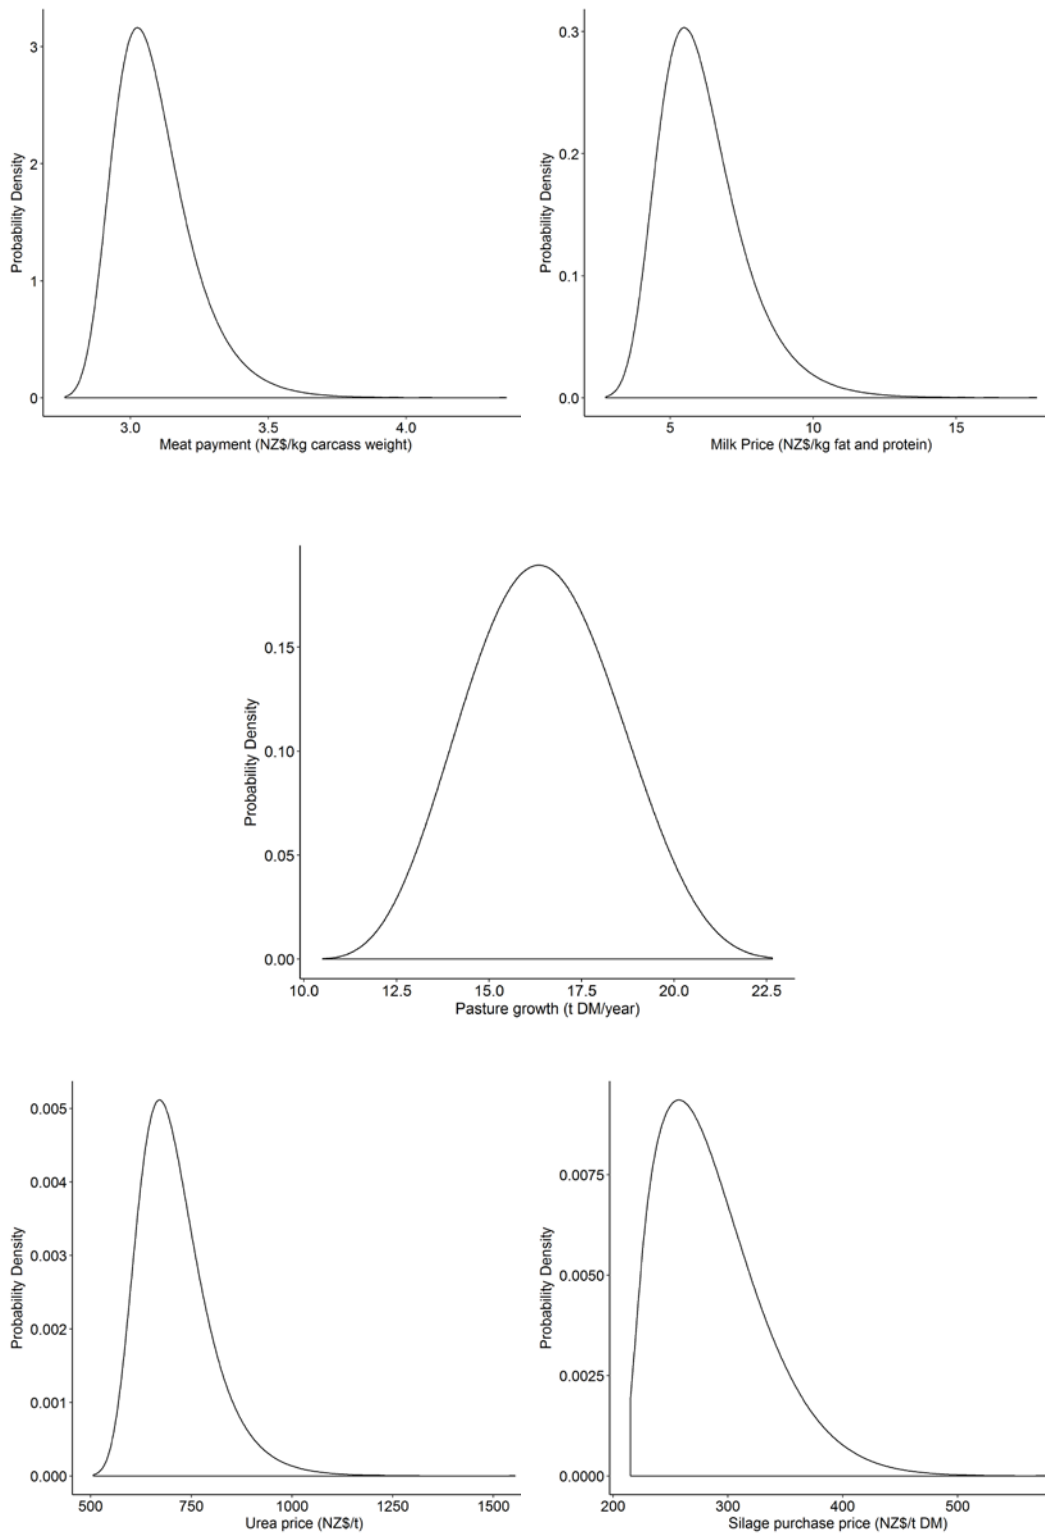 3
2
1
0
Probability Density
3.0 3.5 4.0
Meat payment (NZ$/kg carcass weight)
0.3
0.2
0.1
0.0
Probability Density
5 10 15
Milk Price (NZ$/kg fat and protein)
0.15
0.10
0.05
0.00
Probability Density
10.0 12.5 15.0 17.5 20.0 22.5
Pasture growth (t DM/year)
0.005
0.004
0.003
0.002
0.001
0.000
Probability Density
500 750 1000 1250 1500
Urea price (NZ$/t)
0.0075
0.0050
0.0025
0.0000
Probability Density
200 300 400 500
Silage purchase price (NZ$/t DM)